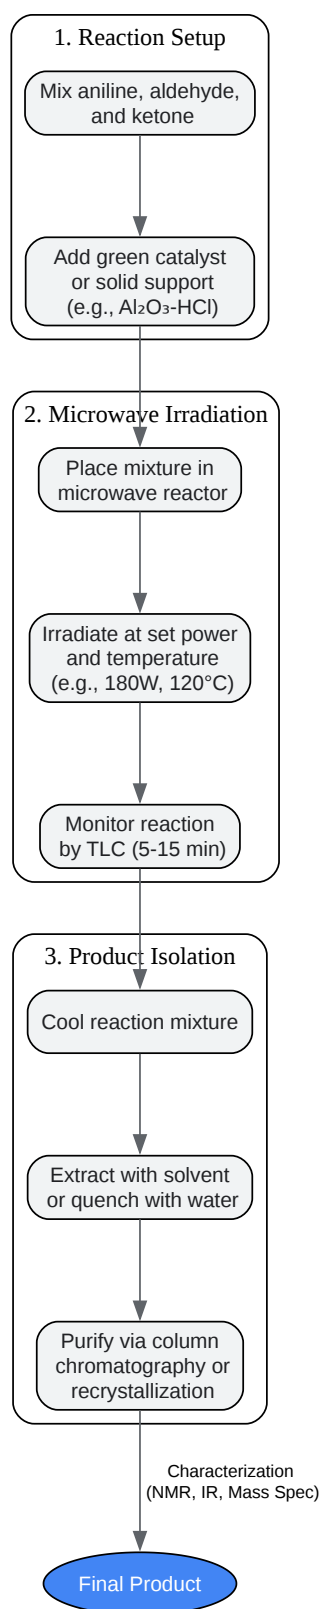 1. Reaction Setup
Mix aniline, aldehyde,
and ketone
Add green catalyst
or solid support
(e.g., Al₂O₃-HCl)
2. Microwave Irradiation
Place mixture in
microwave reactor
Irradiate at set power
and temperature
(e.g., 180W, 120°C)
Monitor reaction
by TLC (5-15 min)
3. Product Isolation
Cool reaction mixture
Extract with solvent
or quench with water
Purify via column
chromatography or
recrystallization
Characterization
(NMR, IR, Mass Spec)
Final Product